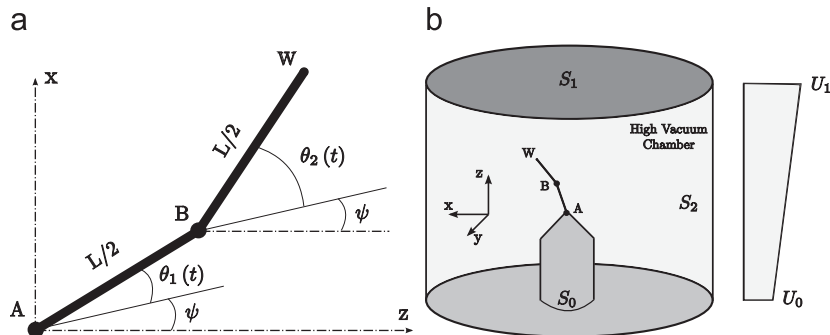 a
x
W
L/2
θ₂ (t)
B
ψ
L/2
θ₁ (t)
A
ψ
z
b
S₁
U₁
High Vacuum
Chamber
W
z
B
S₂
x
A
y
S₀
U₀